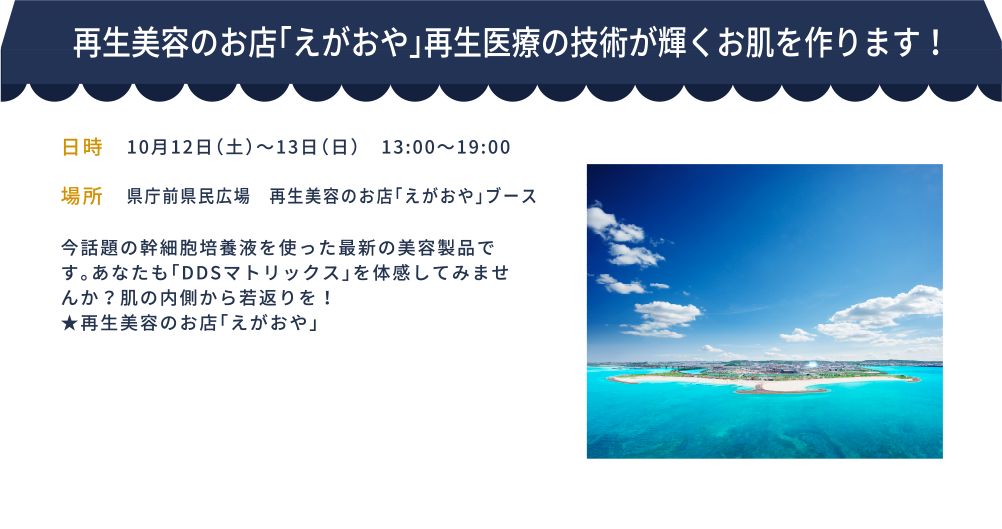 再生美容のお店「えがおや」再生医療の技術が輝くお肌を作ります！
日時　10月12日（土）～13日（日）　13:00～19:00
場所　県庁前県民広場　再生美容のお店「えがおや」ブース
今話題の幹細胞培養液を使った最新の美容製品で
す。あなたも「DDSマトリックス」を体感してみませ
んか？肌の内側から若返りを！
★再生美容のお店「えがおや」